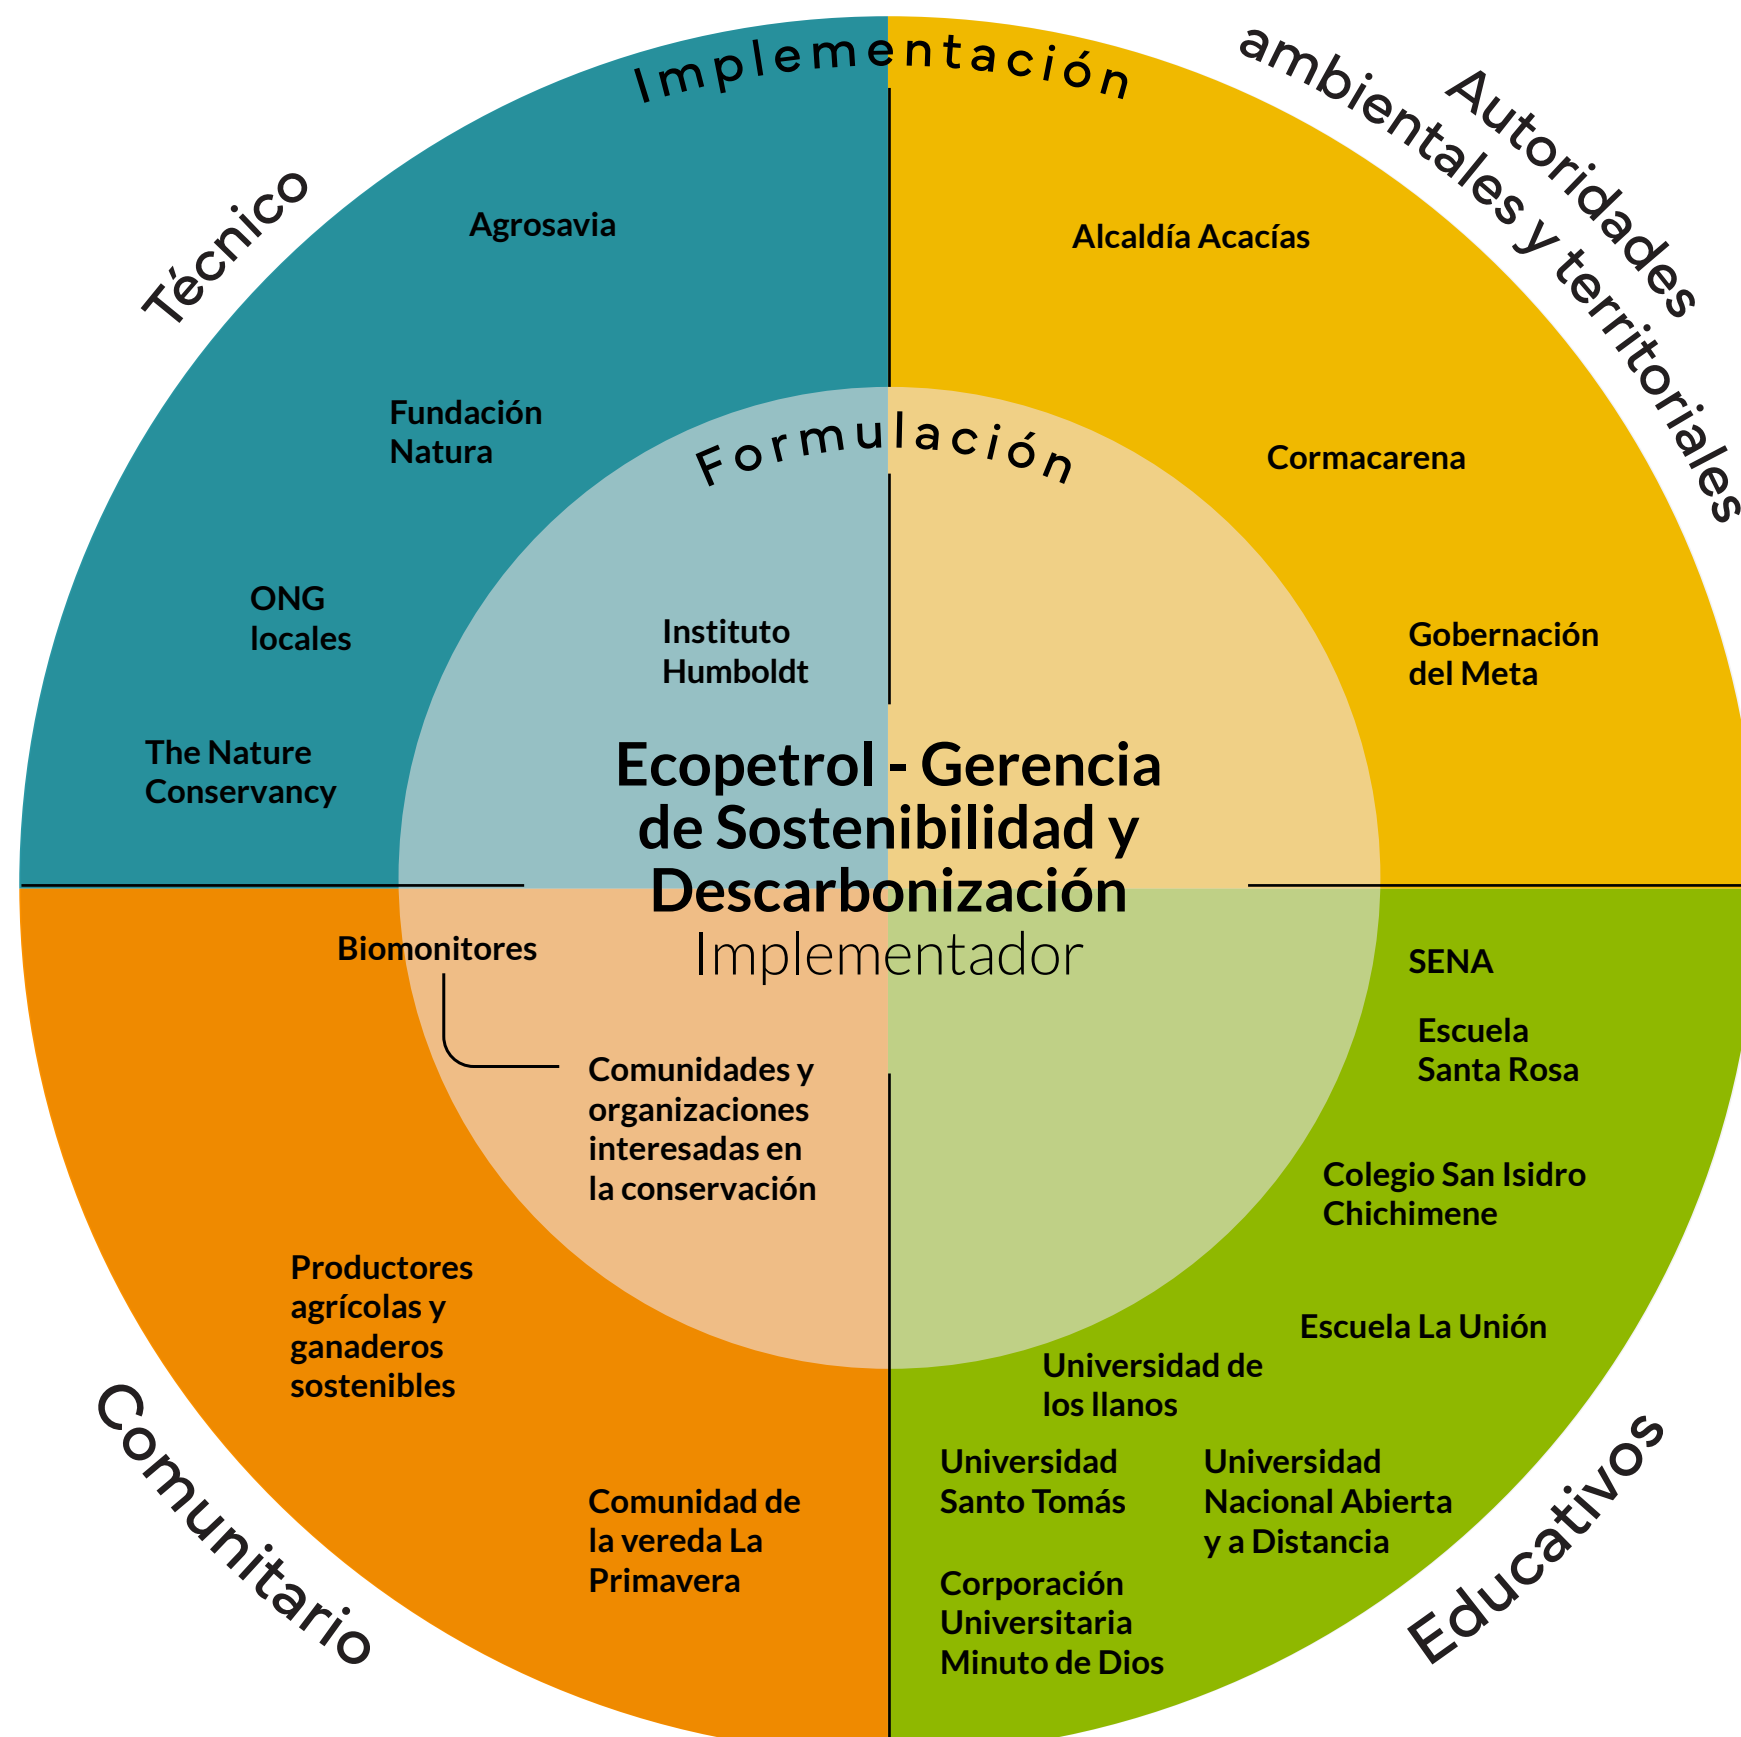 Implementación
Técnico
Autoridades
ambientales y territoriales
Agrosavia
Alcaldía Acacías
Fundación
Natura
Formulación
Cormacarena
ONG
locales
Instituto
Humboldt
Gobernación
del Meta
The Nature
Conservancy
Ecopetrol - Gerencia
de Sostenibilidad y
Descarbonización
Implementador
Biomonitores
Comunidades y
organizaciones
interesadas en
la conservación
Productores
agrícolas y
ganaderos
sostenibles
Comunidad de
la vereda La
Primavera
Comunitario
SENA
Escuela
Santa Rosa
Colegio San Isidro
Chichimene
Escuela La Unión
Universidad de
los llanos
Universidad
Santo Tomás
Universidad
Nacional Abierta
y a Distancia
Corporación
Universitaria
Minuto de Dios
Educativos